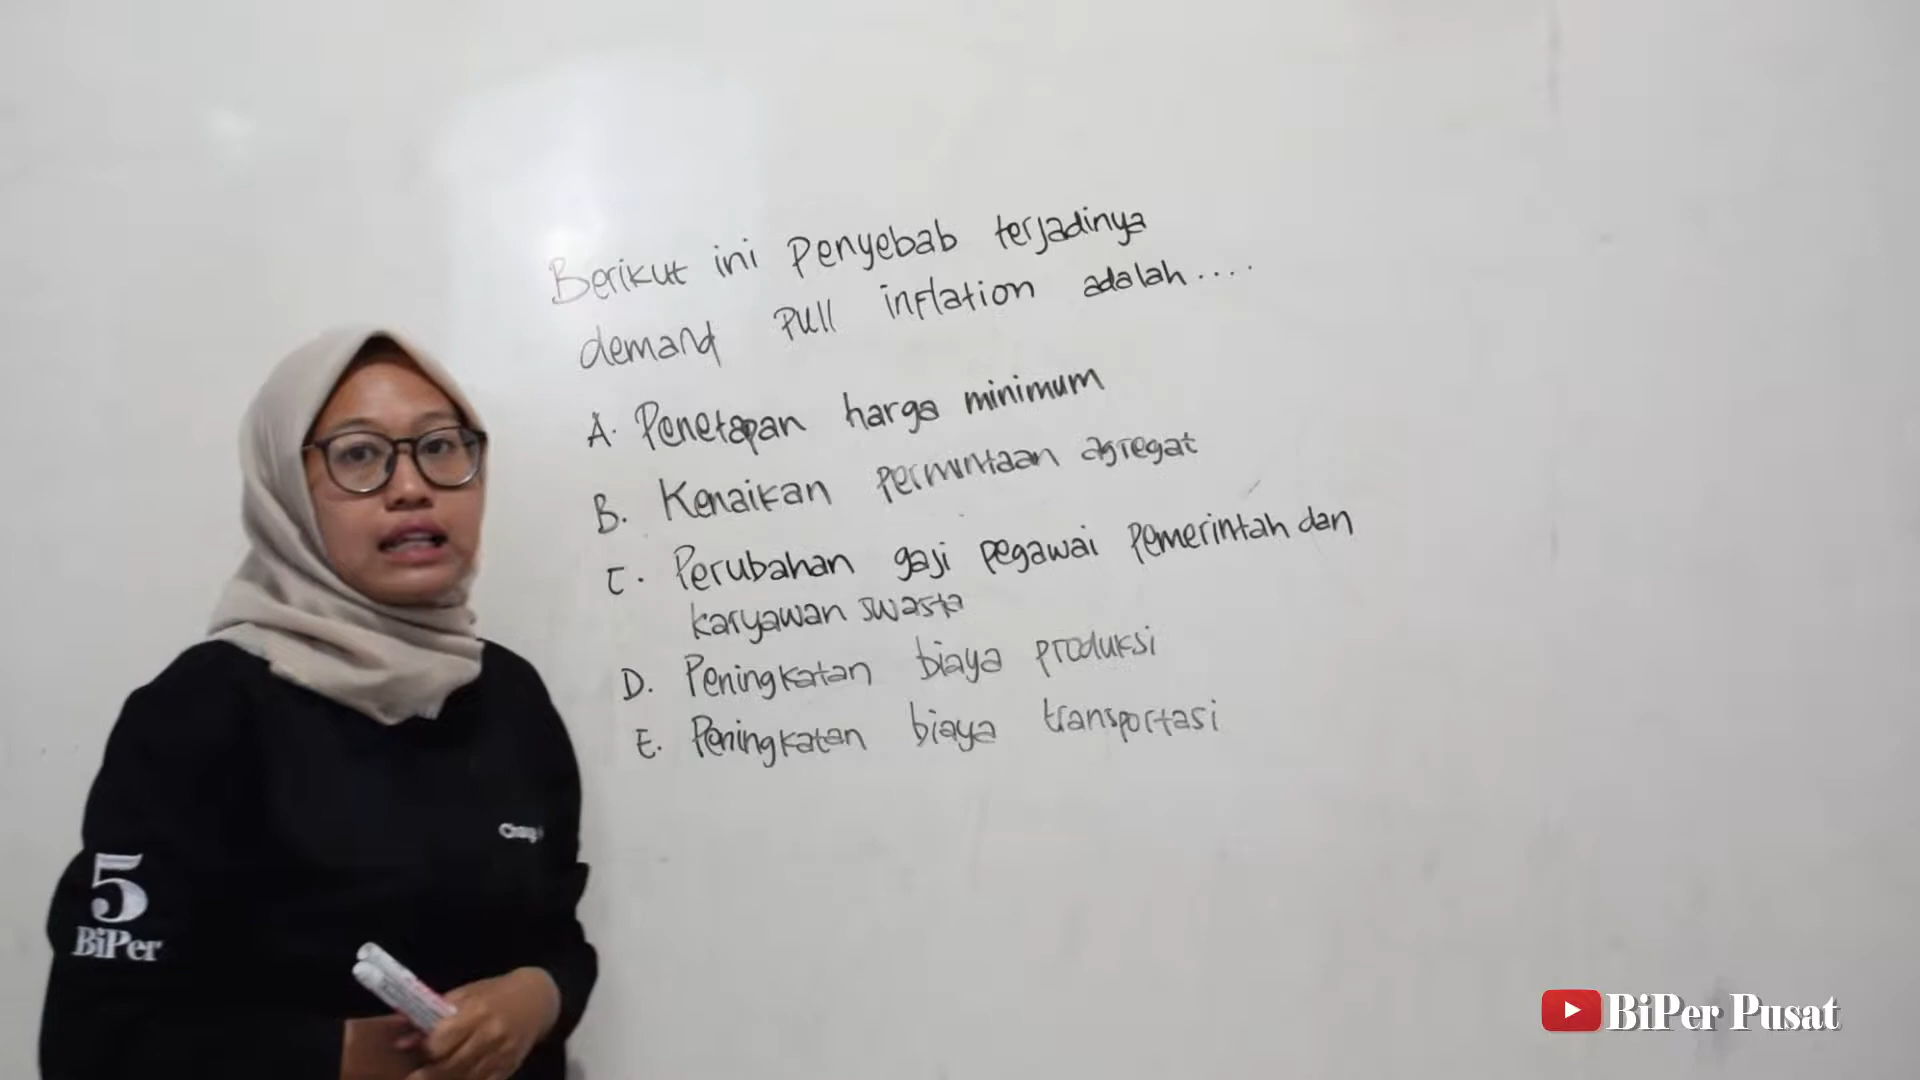 Berikut ini Penyebab terjadinya
demand Pull inflation adalah ....
A. Penetapan harga minimum
B. Kenaikan permintaan agregat
C. Perubahan gaji pegawai Pemerintah dan
karyawan swasta
D. Peningkatan biaya produksi
E. Peningkatan biaya transportasi
5
BiPer
BiPer Pusat